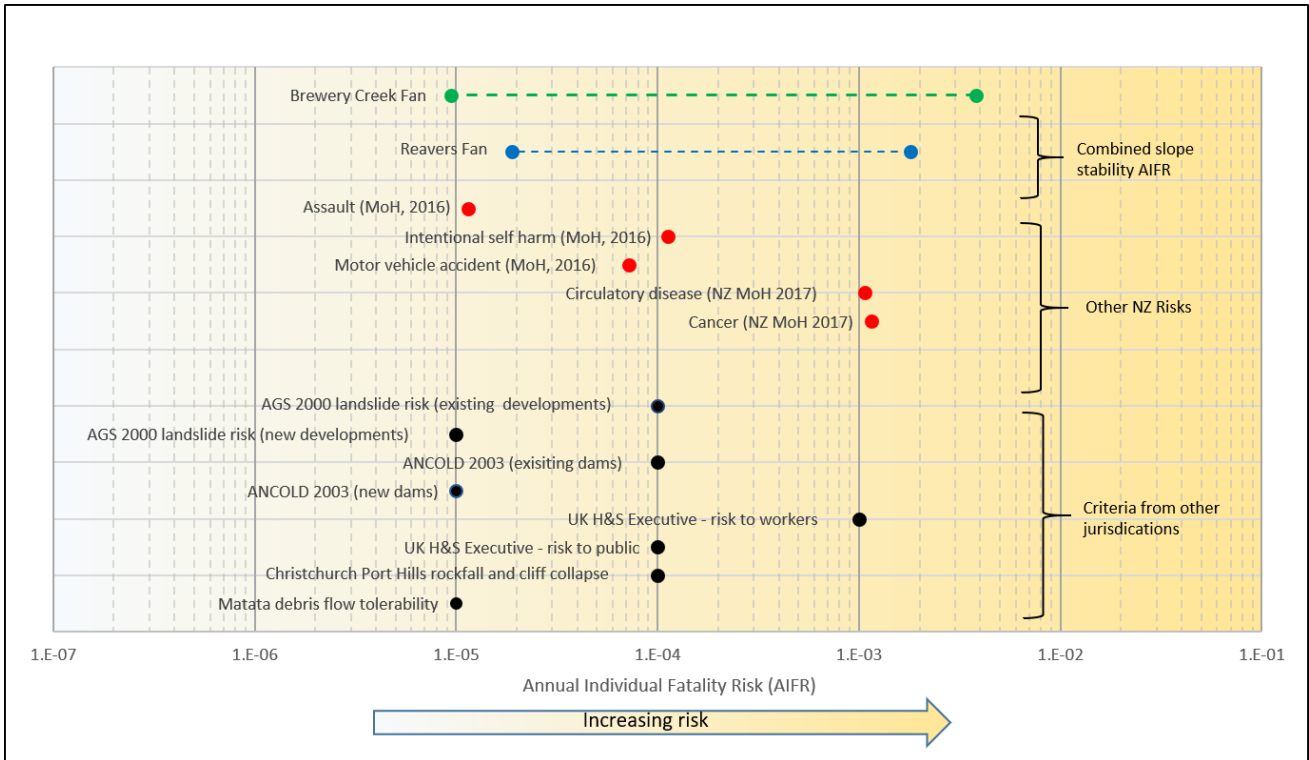 Brewery Creek Fan
Reavers Fan
Combined slope
stability AIFR
Assault (MoH, 2016)
Intentional self harm (MoH, 2016)
Motor vehicle accident (MoH, 2016)
Circulatory disease (NZ MoH 2017)
Cancer (NZ MoH 2017)
Other NZ Risks
AGS 2000 landslide risk (existing developments)
AGS 2000 landslide risk (new developments)
ANCOLD 2003 (exisiting dams)
ANCOLD 2003 (new dams)
UK H&S Executive - risk to workers
UK H&S Executive - risk to public
Christchurch Port Hills rockfall and cliff collapse
Matata debris flow tolerability
Criteria from other
jurisdications
1.E-07 1.E-06 1.E-05 1.E-04 1.E-03 1.E-02 1.E-01
Annual Individual Fatality Risk (AIFR)
Increasing risk